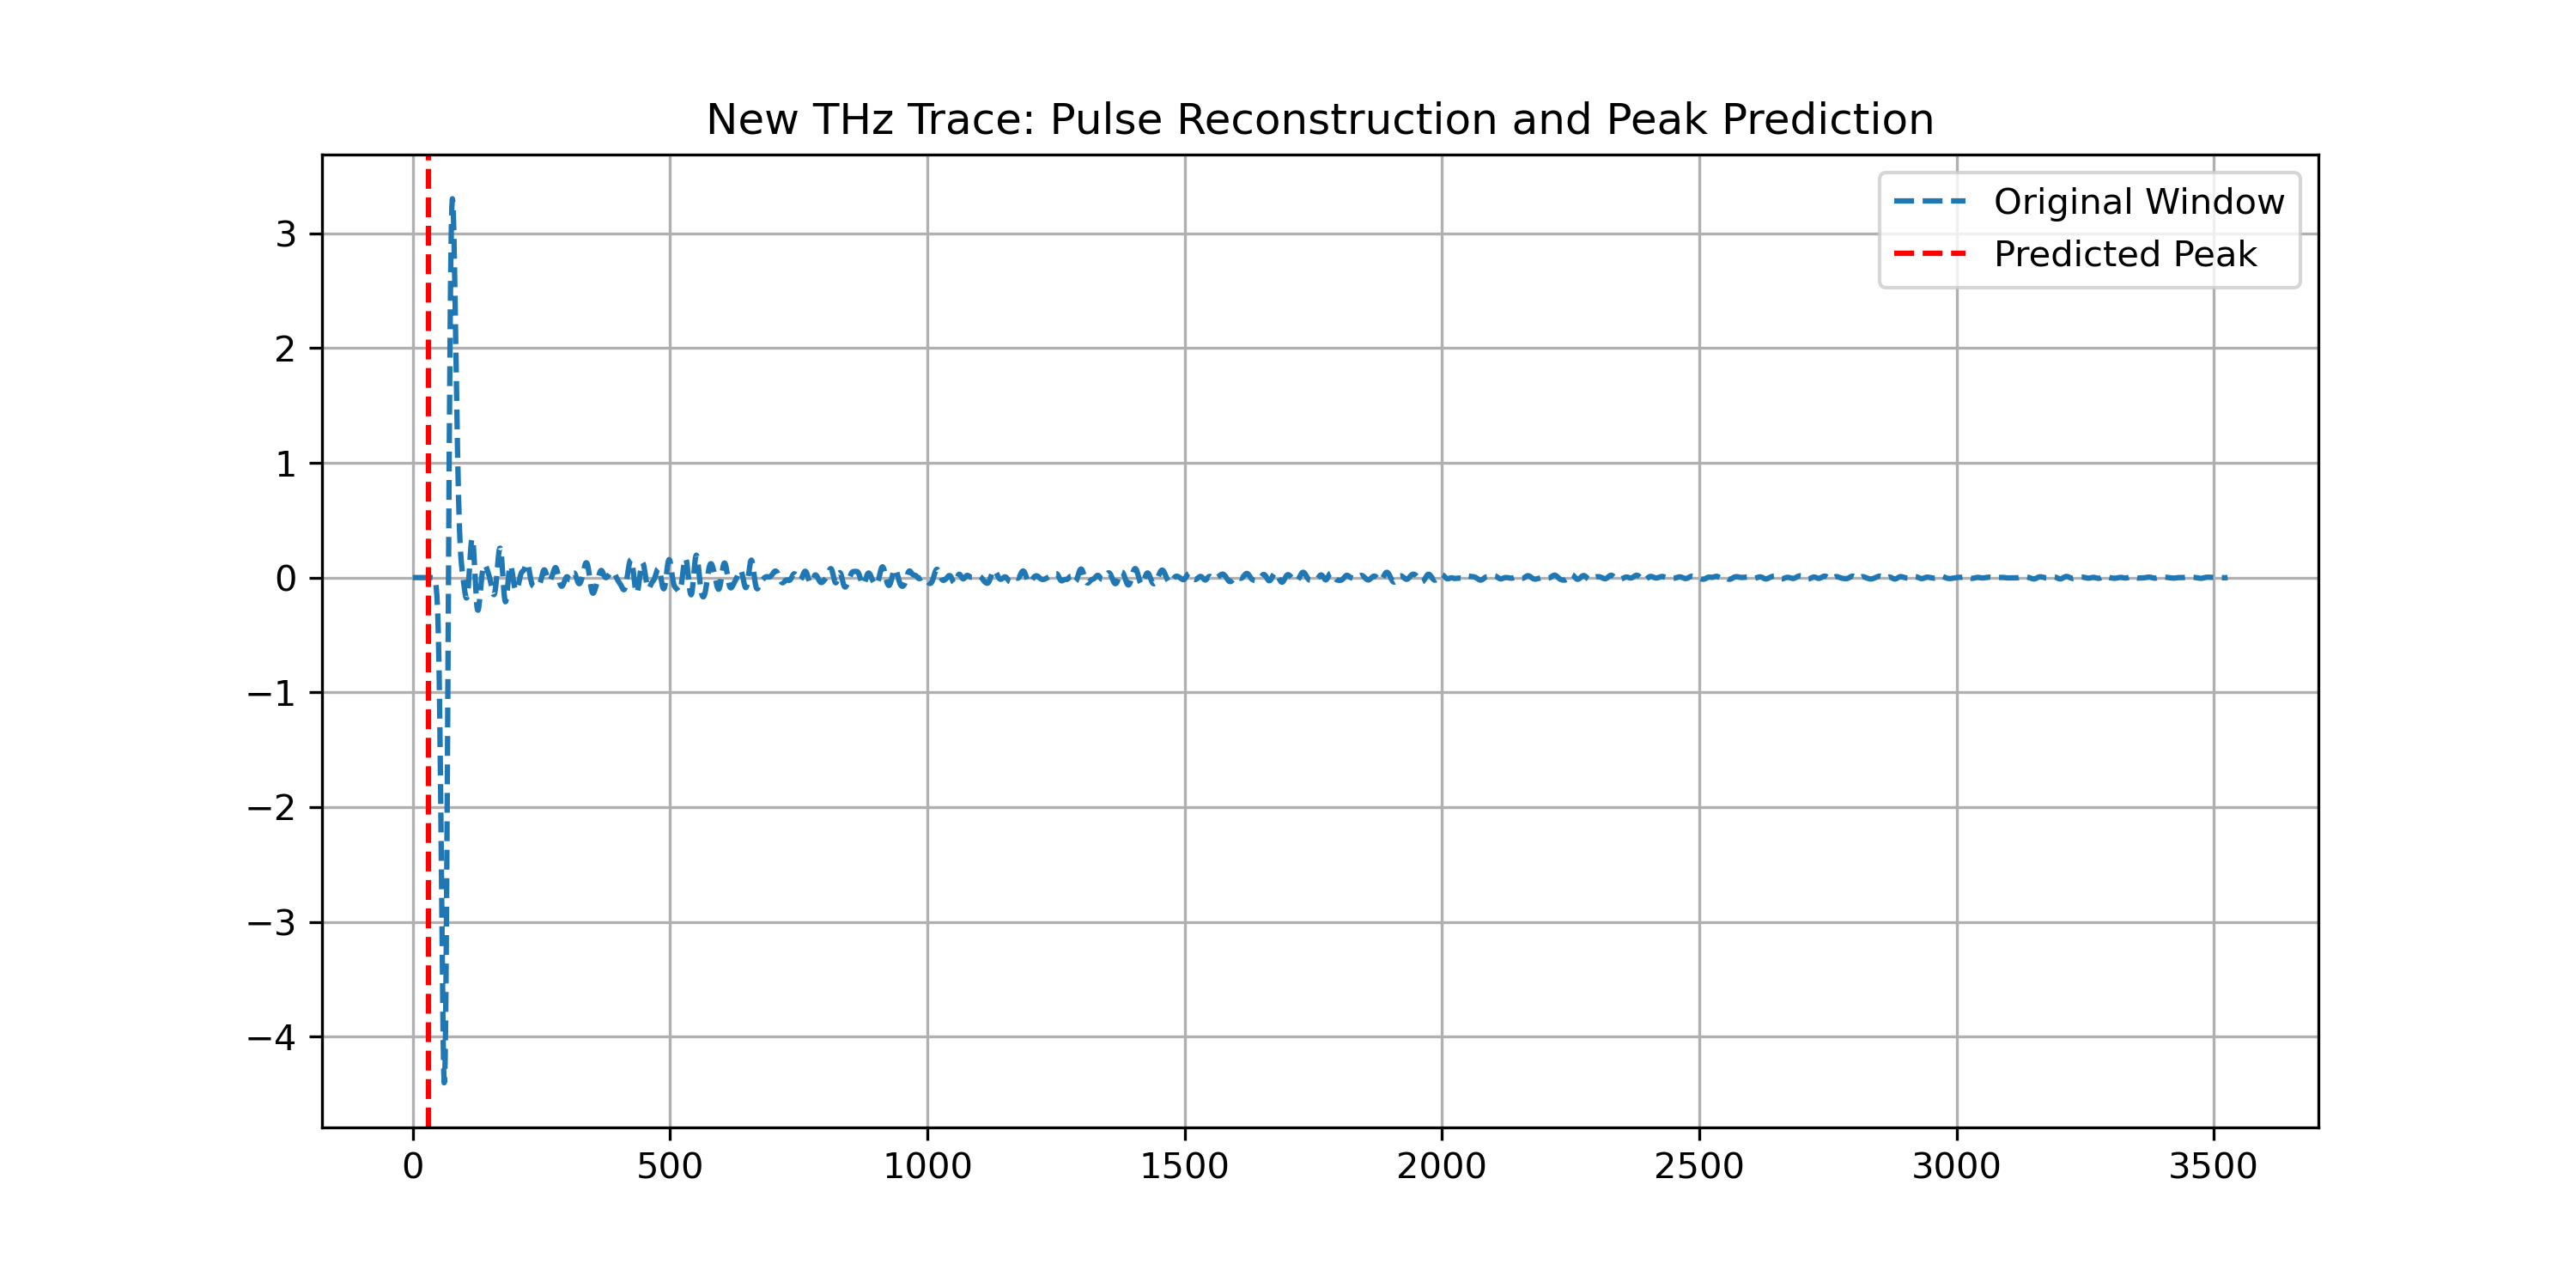 New THz Trace: Pulse Reconstruction and Peak Prediction
Original Window
Predicted Peak
3
2
1
0
−1
−2
−3
−4
0 500 1000 1500 2000 2500 3000 3500